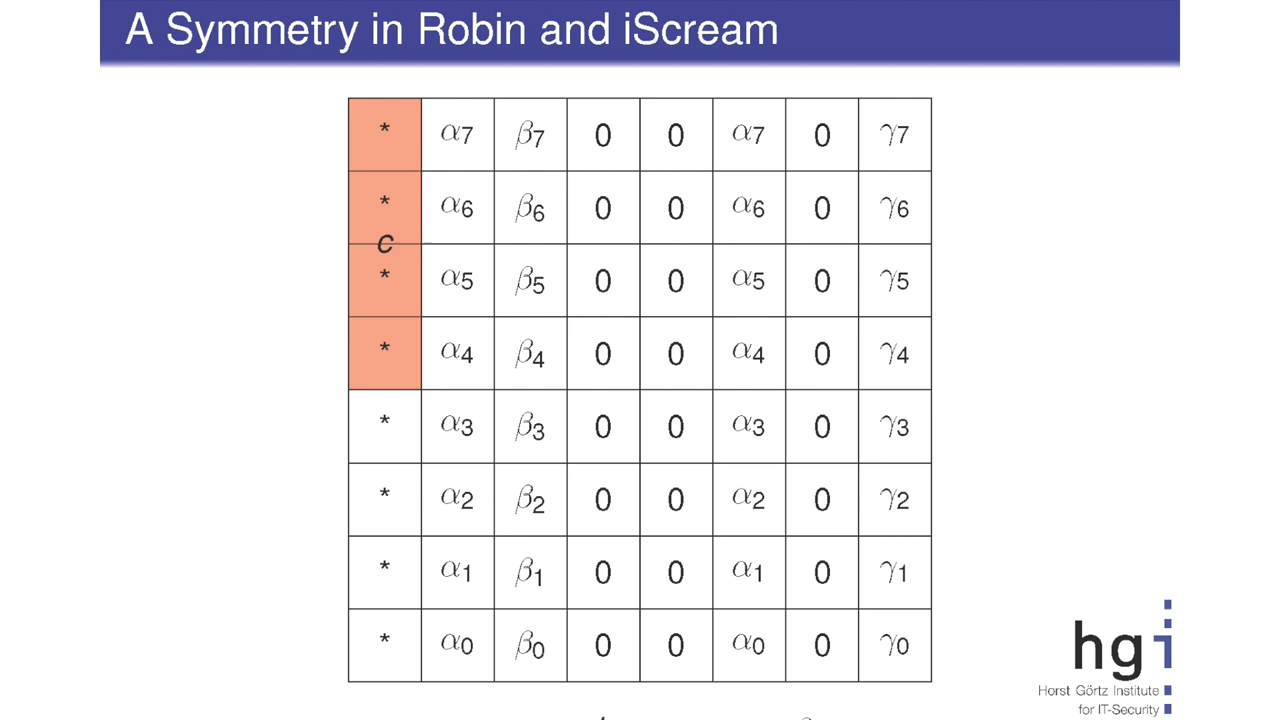 A Symmetry in Robin and iScream
* α7 β7 0 0 α7 0 γ7
* α6 β6 0 0 α6 0 γ6
c
* α5 β5 0 0 α5 0 γ5
* α4 β4 0 0 α4 0 γ4
* α3 β3 0 0 α3 0 γ3
* α2 β2 0 0 α2 0 γ2
* α1 β1 0 0 α1 0 γ1
* α0 β0 0 0 α0 0 γ0
hgi
Horst Görtz Institute
for IT-Security